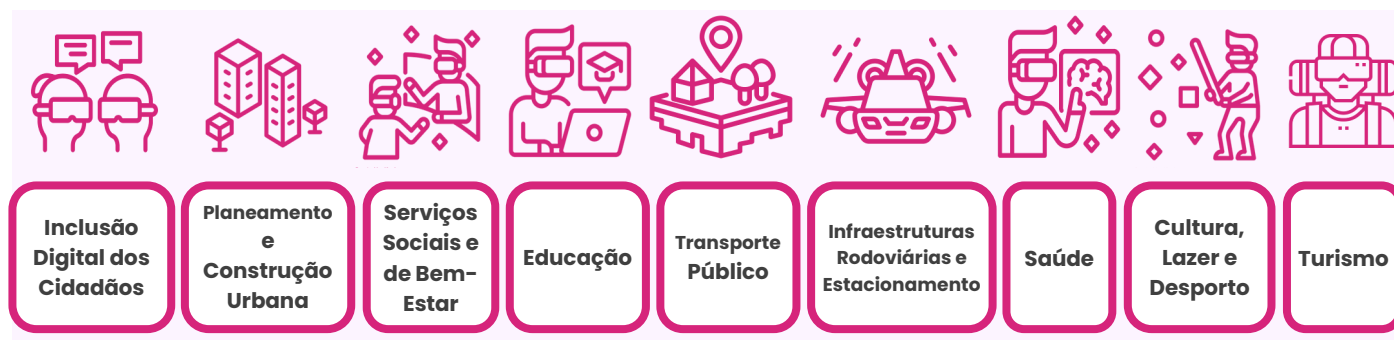 Inclusão
Digital dos
Cidadãos
Planeamento
e
Construção
Urbana
Serviços
Sociais e
de Bem-
Estar
Educação
Transporte
Público
Infraestruturas
Rodoviárias e
Estacionamento
Saúde
Cultura,
Lazer e
Desporto
Turismo